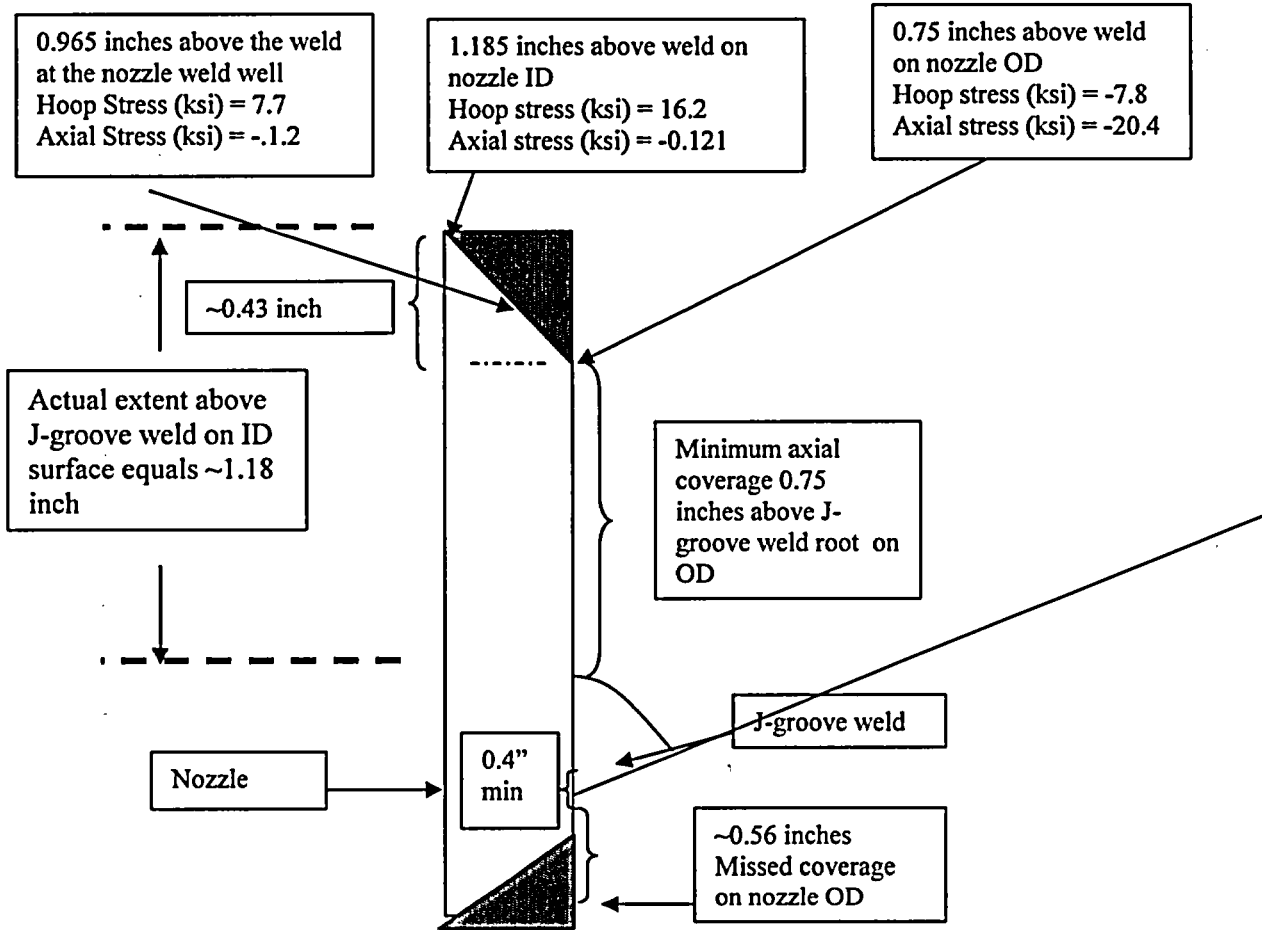 0.965 inches above the weld
at the nozzle weld well
Hoop Stress (ksi) = 7.7
Axial Stress (ksi) = -.1.2
1.185 inches above weld on
nozzle ID
Hoop stress (ksi) = 16.2
Axial stress (ksi) = -0.121
0.75 inches above weld
on nozzle OD
Hoop stress (ksi) = -7.8
Axial stress (ksi) = -20.4
~0.43 inch
Actual extent above
J-groove weld on ID
surface equals ~1.18
inch
Minimum axial
coverage 0.75
inches above J-
groove weld root on
OD
J-groove weld
Nozzle
0.4”
min
~0.56 inches
Missed coverage
on nozzle OD